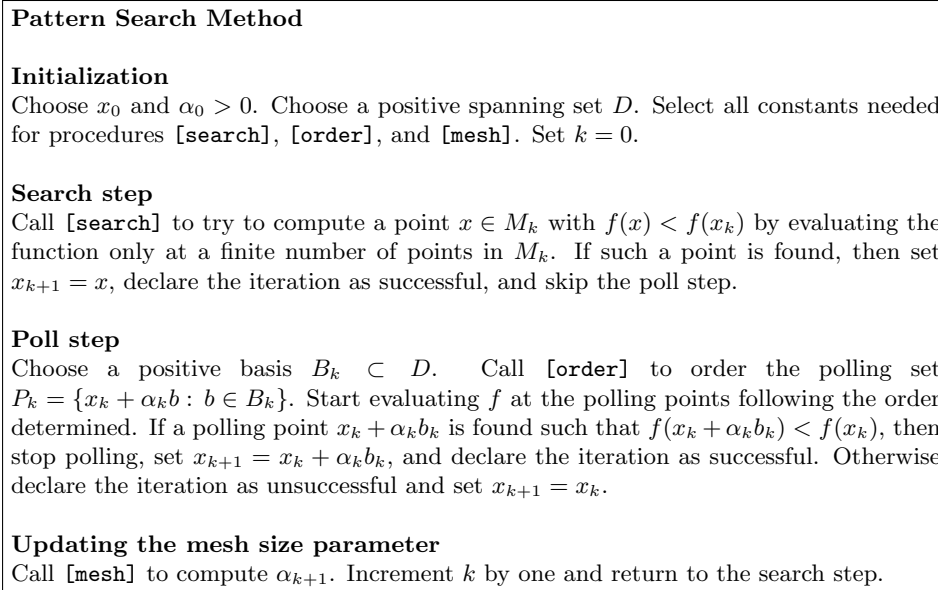 Pattern Search Method
Initialization
Choose x₀ and α₀ > 0. Choose a positive spanning set D. Select all constants needed
for procedures [search], [order], and [mesh]. Set k = 0.
Search step
Call [search] to try to compute a point x ∈ Mₖ with f(x) < f(xₖ) by evaluating the
function only at a finite number of points in Mₖ. If such a point is found, then set
xₖ₊₁ = x, declare the iteration as successful, and skip the poll step.
Poll step
Choose a positive basis Bₖ ⊂ D. Call [order] to order the polling set
Pₖ = {xₖ + αₖb : b ∈ Bₖ}. Start evaluating f at the polling points following the order
determined. If a polling point xₖ + αₖbₖ is found such that f(xₖ + αₖbₖ) < f(xₖ), then
stop polling, set xₖ₊₁ = xₖ + αₖbₖ, and declare the iteration as successful. Otherwise
declare the iteration as unsuccessful and set xₖ₊₁ = xₖ.
Updating the mesh size parameter
Call [mesh] to compute αₖ₊₁. Increment k by one and return to the search step.